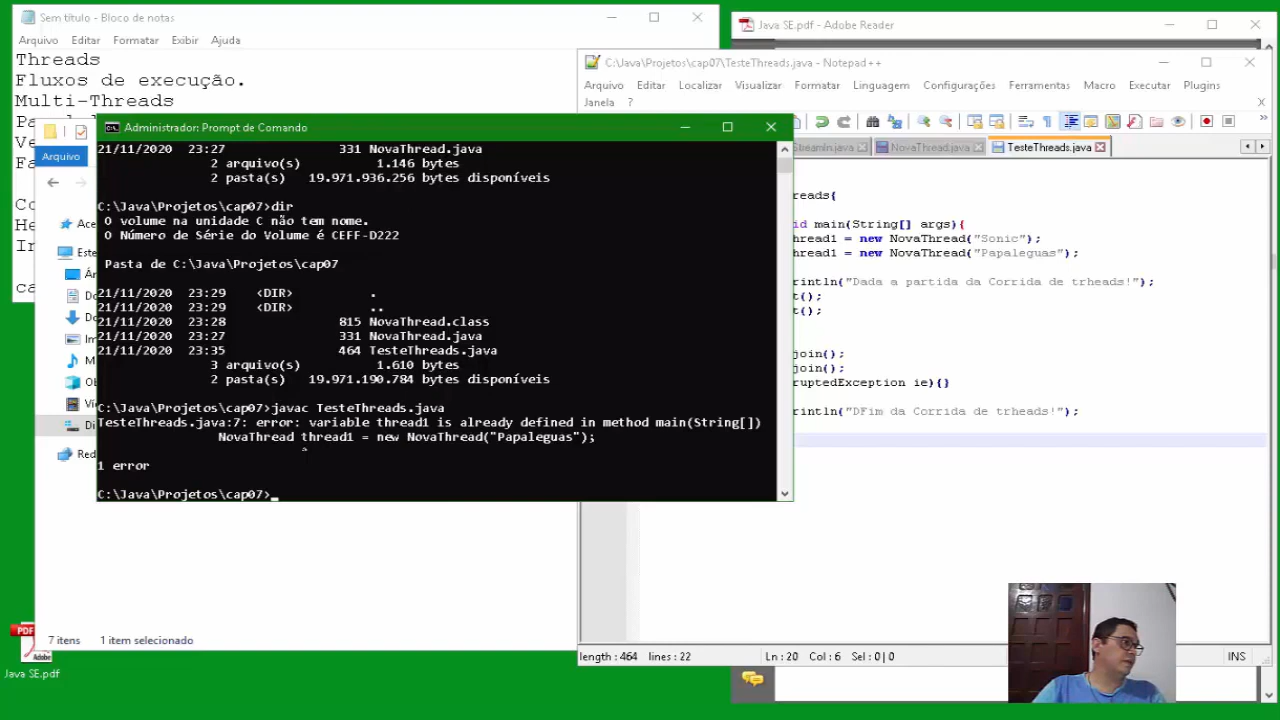 Sem título - Bloco de notas
Arquivo Editar Formatar Exibir Ajuda
Threads
Fluxos de execução.
Multi-Threads
Java SE.pdf - Adobe Reader
C:\Java\Projetos\cap07\TesteThreads.java - Notepad++
Arquivo Editar Localizar Visualizar Formatar Linguagem Configurações Ferramentas Macro Executar Plugins
Janela ?
StreamIn.java NovaThread.java TesteThreads.java
Arquivo
Administrador: Prompt de Comando
21/11/2020 23:27 331 NovaThread.java
2 arquivo(s) 1.146 bytes
2 pasta(s) 19.971.936.256 bytes disponíveis
C:\Java\Projetos\cap07>dir
O volume na unidade C não tem nome.
O Número de Série do Volume é CEFF-D222
Pasta de C:\Java\Projetos\cap07
21/11/2020 23:29 <DIR> .
21/11/2020 23:29 <DIR> ..
21/11/2020 23:28 815 NovaThread.class
21/11/2020 23:27 331 NovaThread.java
21/11/2020 23:35 464 TesteThreads.java
3 arquivo(s) 1.610 bytes
2 pasta(s) 19.971.190.784 bytes disponíveis
C:\Java\Projetos\cap07>javac TesteThreads.java
TesteThreads.java:7: error: variable thread1 is already defined in method main(String[])
NovaThread thread1 = new NovaThread("Papaleguas");
^
1 error
C:\Java\Projetos\cap07>_
reads{
id main(String[] args){
hread1 = new NovaThread("Sonic");
hread1 = new NovaThread("Papaleguas");
rintln("Dada a partida da Corrida de trheads!");
t();
t();
join();
join();
ruptedException ie){}
rintln("DFim da Corrida de trheads!");
7 itens 1 item selecionado
length : 464 lines : 22 Ln : 20 Col : 6 Sel : 0 | 0 INS
PDF
Adobe
Java SE.pdf